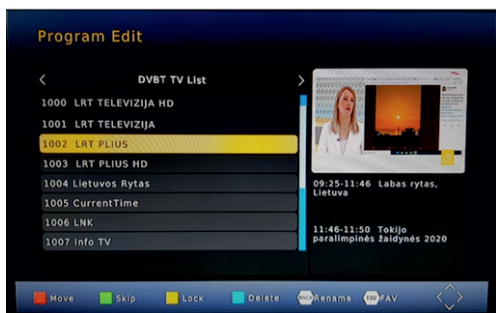 Program Edit
< DVBT TV List >
1000 LRT TELEVIZIJA HD
1001 LRT TELEVIZIJA
1002 LRT PLIUS
1003 LRT PLIUS HD
1004 Lietuvos Rytas
1005 CurrentTime
1006 LNK
1007 Info TV
09:25-11:46 Labas rytas,
Lietuva
11:46-11:50 Tokijo
paralimpinės žaidynės 2020
Move Skip Lock Delete Rename FAV FAV